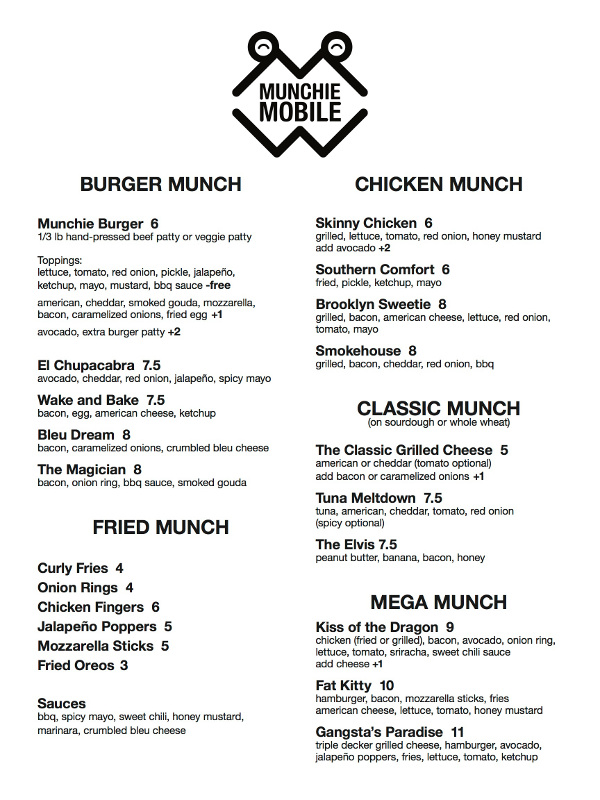 MUNCHIE
MOBILE
BURGER MUNCH
Munchie Burger 6
1/3 lb hand-pressed beef patty or veggie patty
Toppings:
lettuce, tomato, red onion, pickle, jalapeño,
ketchup, mayo, mustard, bbq sauce -free
american, cheddar, smoked gouda, mozzarella,
bacon, caramelized onions, fried egg +1
avocado, extra burger patty +2
El Chupacabra 7.5
avocado, cheddar, red onion, jalapeño, spicy mayo
Wake and Bake 7.5
bacon, egg, american cheese, ketchup
Bleu Dream 8
bacon, caramelized onions, crumbled bleu cheese
The Magician 8
bacon, onion ring, bbq sauce, smoked gouda
FRIED MUNCH
Curly Fries 4
Onion Rings 4
Chicken Fingers 6
Jalapeño Poppers 5
Mozzarella Sticks 5
Fried Oreos 3
Sauces
bbq, spicy mayo, sweet chili, honey mustard,
marinara, crumbled bleu cheese
CHICKEN MUNCH
Skinny Chicken 6
grilled, lettuce, tomato, red onion, honey mustard
add avocado +2
Southern Comfort 6
fried, pickle, ketchup, mayo
Brooklyn Sweetie 8
grilled, bacon, american cheese, lettuce, red onion,
tomato, mayo
Smokehouse 8
grilled, bacon, cheddar, red onion, bbq
CLASSIC MUNCH
(on sourdough or whole wheat)
The Classic Grilled Cheese 5
american or cheddar (tomato optional)
add bacon or caramelized onions +1
Tuna Meltdown 7.5
tuna, american, cheddar, tomato, red onion
(spicy optional)
The Elvis 7.5
peanut butter, banana, bacon, honey
MEGA MUNCH
Kiss of the Dragon 9
chicken (fried or grilled), bacon, avocado, onion ring,
lettuce, tomato, sriracha, sweet chili sauce
add cheese +1
Fat Kitty 10
hamburger, bacon, mozzarella sticks, fries
american cheese, lettuce, tomato, honey mustard
Gangsta's Paradise 11
triple decker grilled cheese, hamburger, avocado,
jalapeño poppers, fries, lettuce, tomato, ketchup